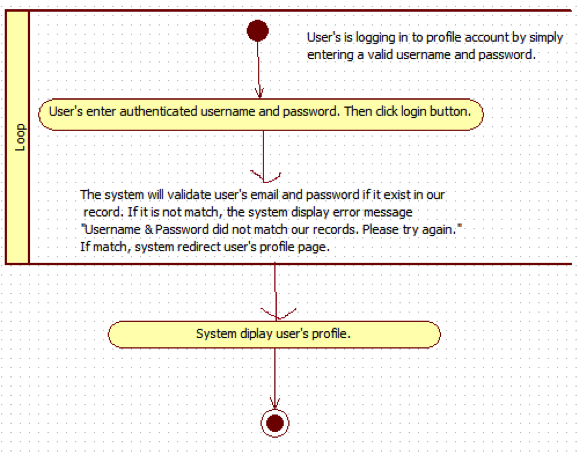 User's is logging in to profile account by simply
entering a valid username and password.
User's enter authenticated username and password. Then click login button.
Loop
The system will validate user's email and password if it exist in our
record. If it is not match, the system display error message
"Username & Password did not match our records. Please try again."
If match, system redirect user's profile page.
System diplay user's profile.